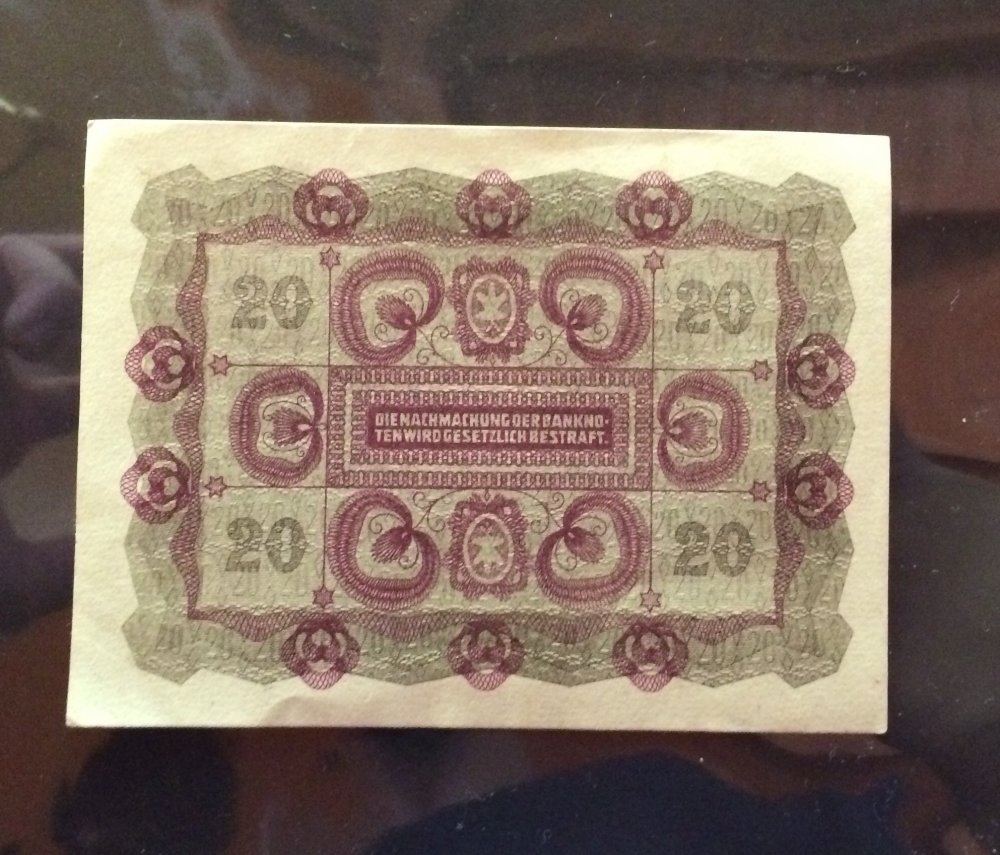 20 20
DIE NACHMACHUNG DER BANKNO-
TEN WIRD GESETZLICH BESTRAFT.
20 20